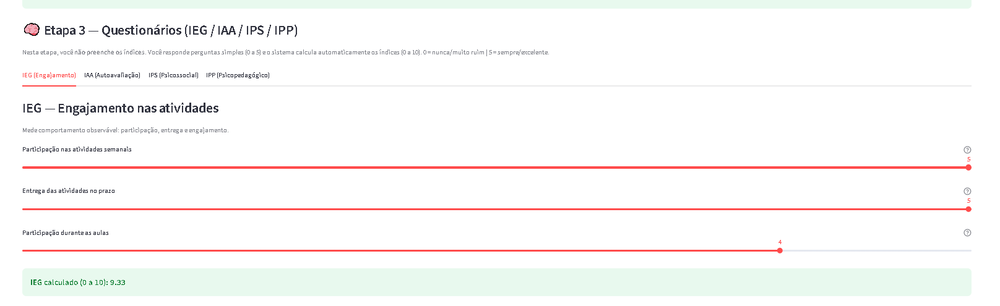 Etapa 3 — Questionários (IEG / IAA / IPS / IPP)
Nesta etapa, você não preenche os índices. Você responde perguntas simples (0 a 5) e o sistema calcula automaticamente os índices (0 a 10). 0 = nunca/muito ruim | 5 = sempre/excelente.
IEG (Engajamento) IAA (Autoavaliação) IPS (Psicossocial) IPP (Psicopedagógico)
IEG — Engajamento nas atividades
Mede comportamento observável: participação, entrega e engajamento.
Participação nas atividades semanais
5
Entrega das atividades no prazo
5
Participação durante as aulas
4
IEG calculado (0 a 10): 9.33